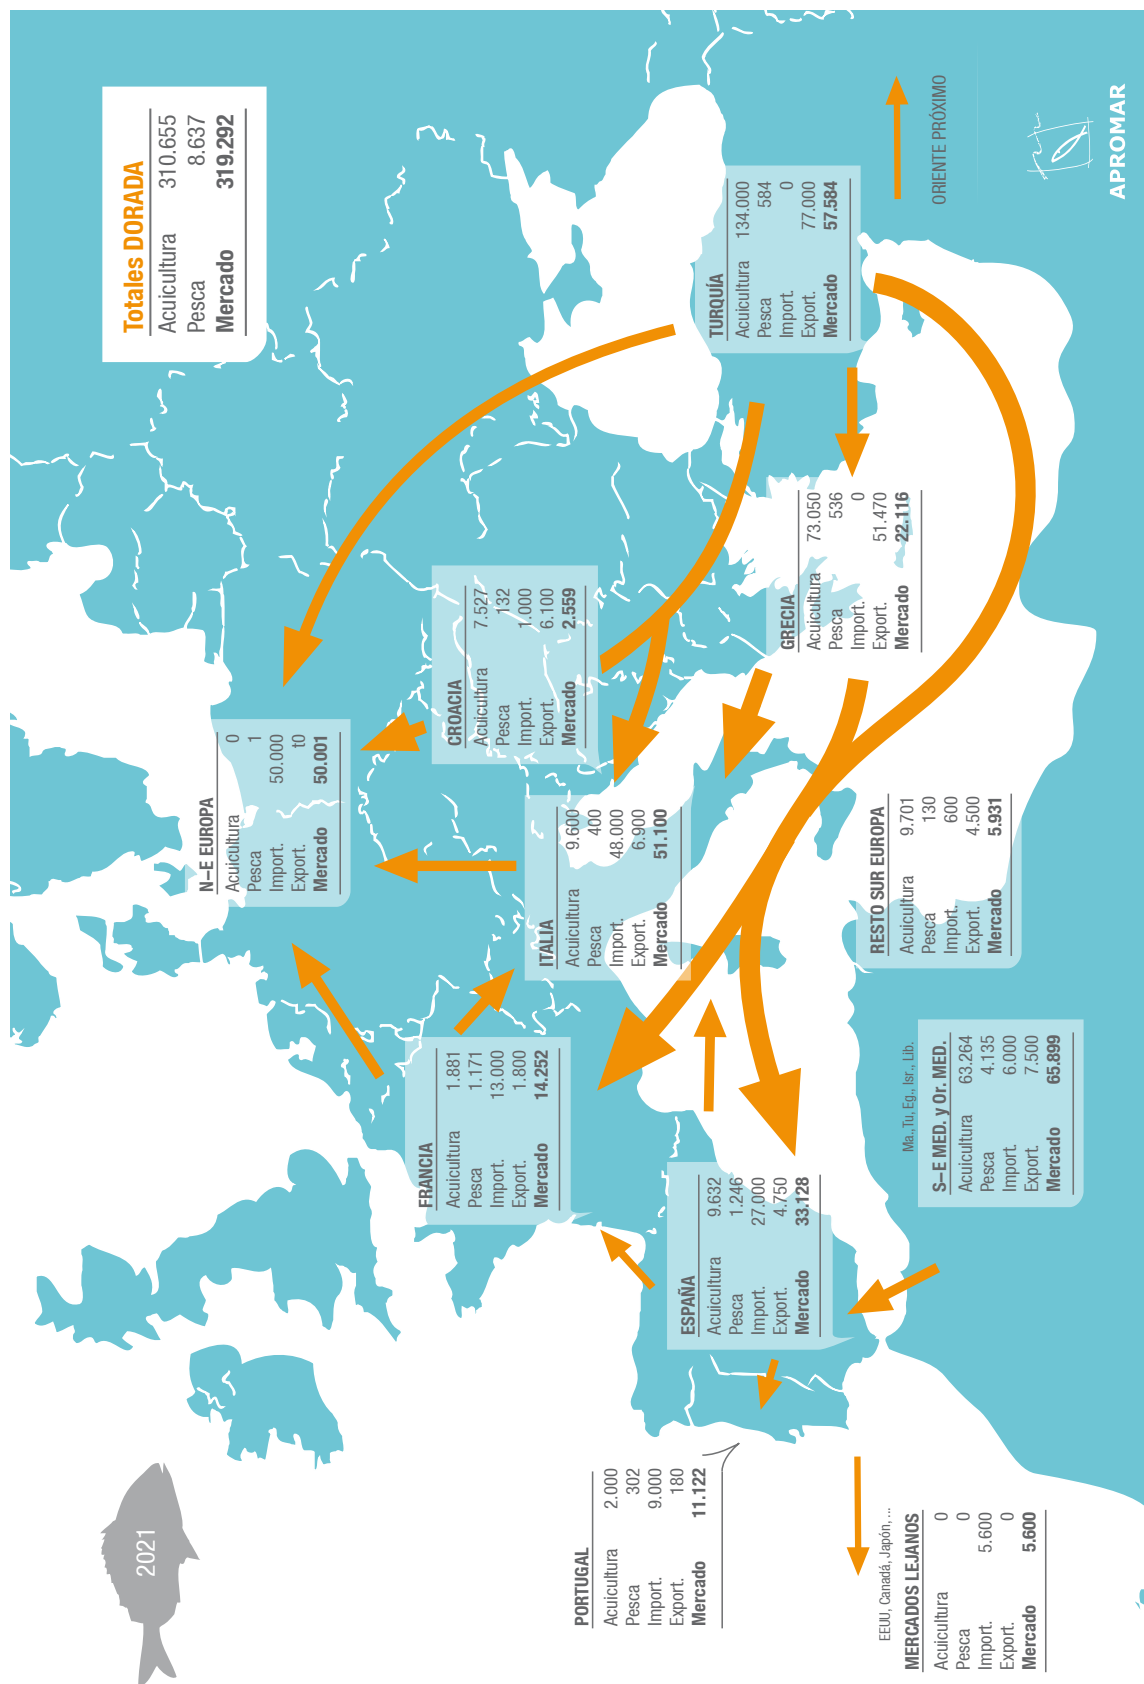 2021
Totales DORADA
Acuicultura 310.655
Pesca 8.637
Mercado 319.292
N–E EUROPA
Acuicultura 0
Pesca 1
Import. 50.000
Export. t0
Mercado 50.001
FRANCIA
Acuicultura 1.881
Pesca 1.171
Import. 13.000
Export. 1.800
Mercado 14.252
CROACIA
Acuicultura 7.527
Pesca 132
Import. 1.000
Export. 6.100
Mercado 2.559
ITALIA
Acuicultura 9.600
Pesca 400
Import. 48.000
Export. 6.900
Mercado 51.100
PORTUGAL
Acuicultura 2.000
Pesca 302
Import. 9.000
Export. 180
Mercado 11.122
ESPAÑA
Acuicultura 9.632
Pesca 1.246
Import. 27.000
Export. 4.750
Mercado 33.128
TURQUÍA
Acuicultura 134.000
Pesca 584
Import. 0
Export. 77.000
Mercado 57.584
GRECIA
Acuicultura 73.050
Pesca 536
Import. 0
Export. 51.470
Mercado 22.116
RESTO SUR EUROPA
Acuicultura 9.701
Pesca 130
Import. 600
Export. 4.500
Mercado 5.931
EEUU, Canadá, Japón, ...
MERCADOS LEJANOS
Acuicultura 0
Pesca 0
Import. 5.600
Export. 0
Mercado 5.600
Ma.,Tu, Eg., Isr., Lib.
S–E MED. y Or. MED.
Acuicultura 63.264
Pesca 4.135
Import. 6.000
Export. 7.500
Mercado 65.899
ORIENTE PRÓXIMO
APROMAR